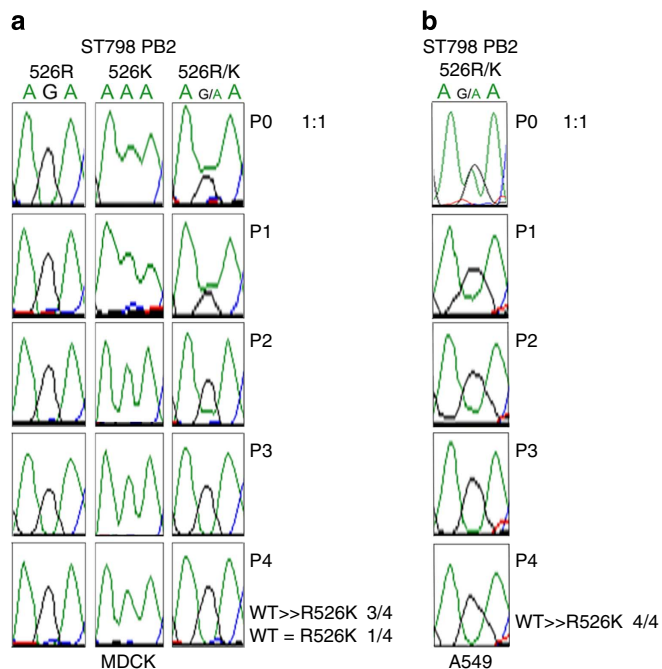 a
ST798 PB2
526R 526K 526R/K
A G A A A A A G/A A
P0 1:1
P1
P2
P3
P4
WT>>R526K 3/4
WT = R526K 1/4
MDCK
b
ST798 PB2
526R/K
A G/A A
P0 1:1
P1
P2
P3
P4
WT>>R526K 4/4
A549